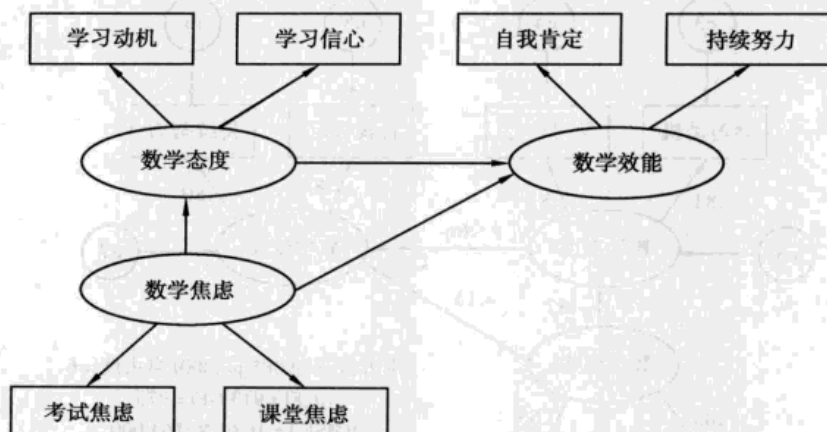 学习动机
学习信心
自我肯定
持续努力
数学态度
数学效能
数学焦虑
考试焦虑
课堂焦虑